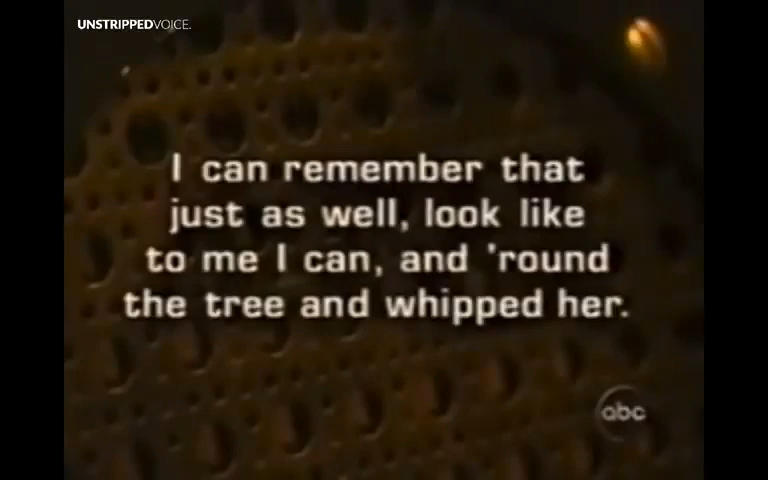 UNSTRIPPEDVOICE.
I can remember that
just as well, look like
to me I can, and 'round
the tree and whipped her.
abc